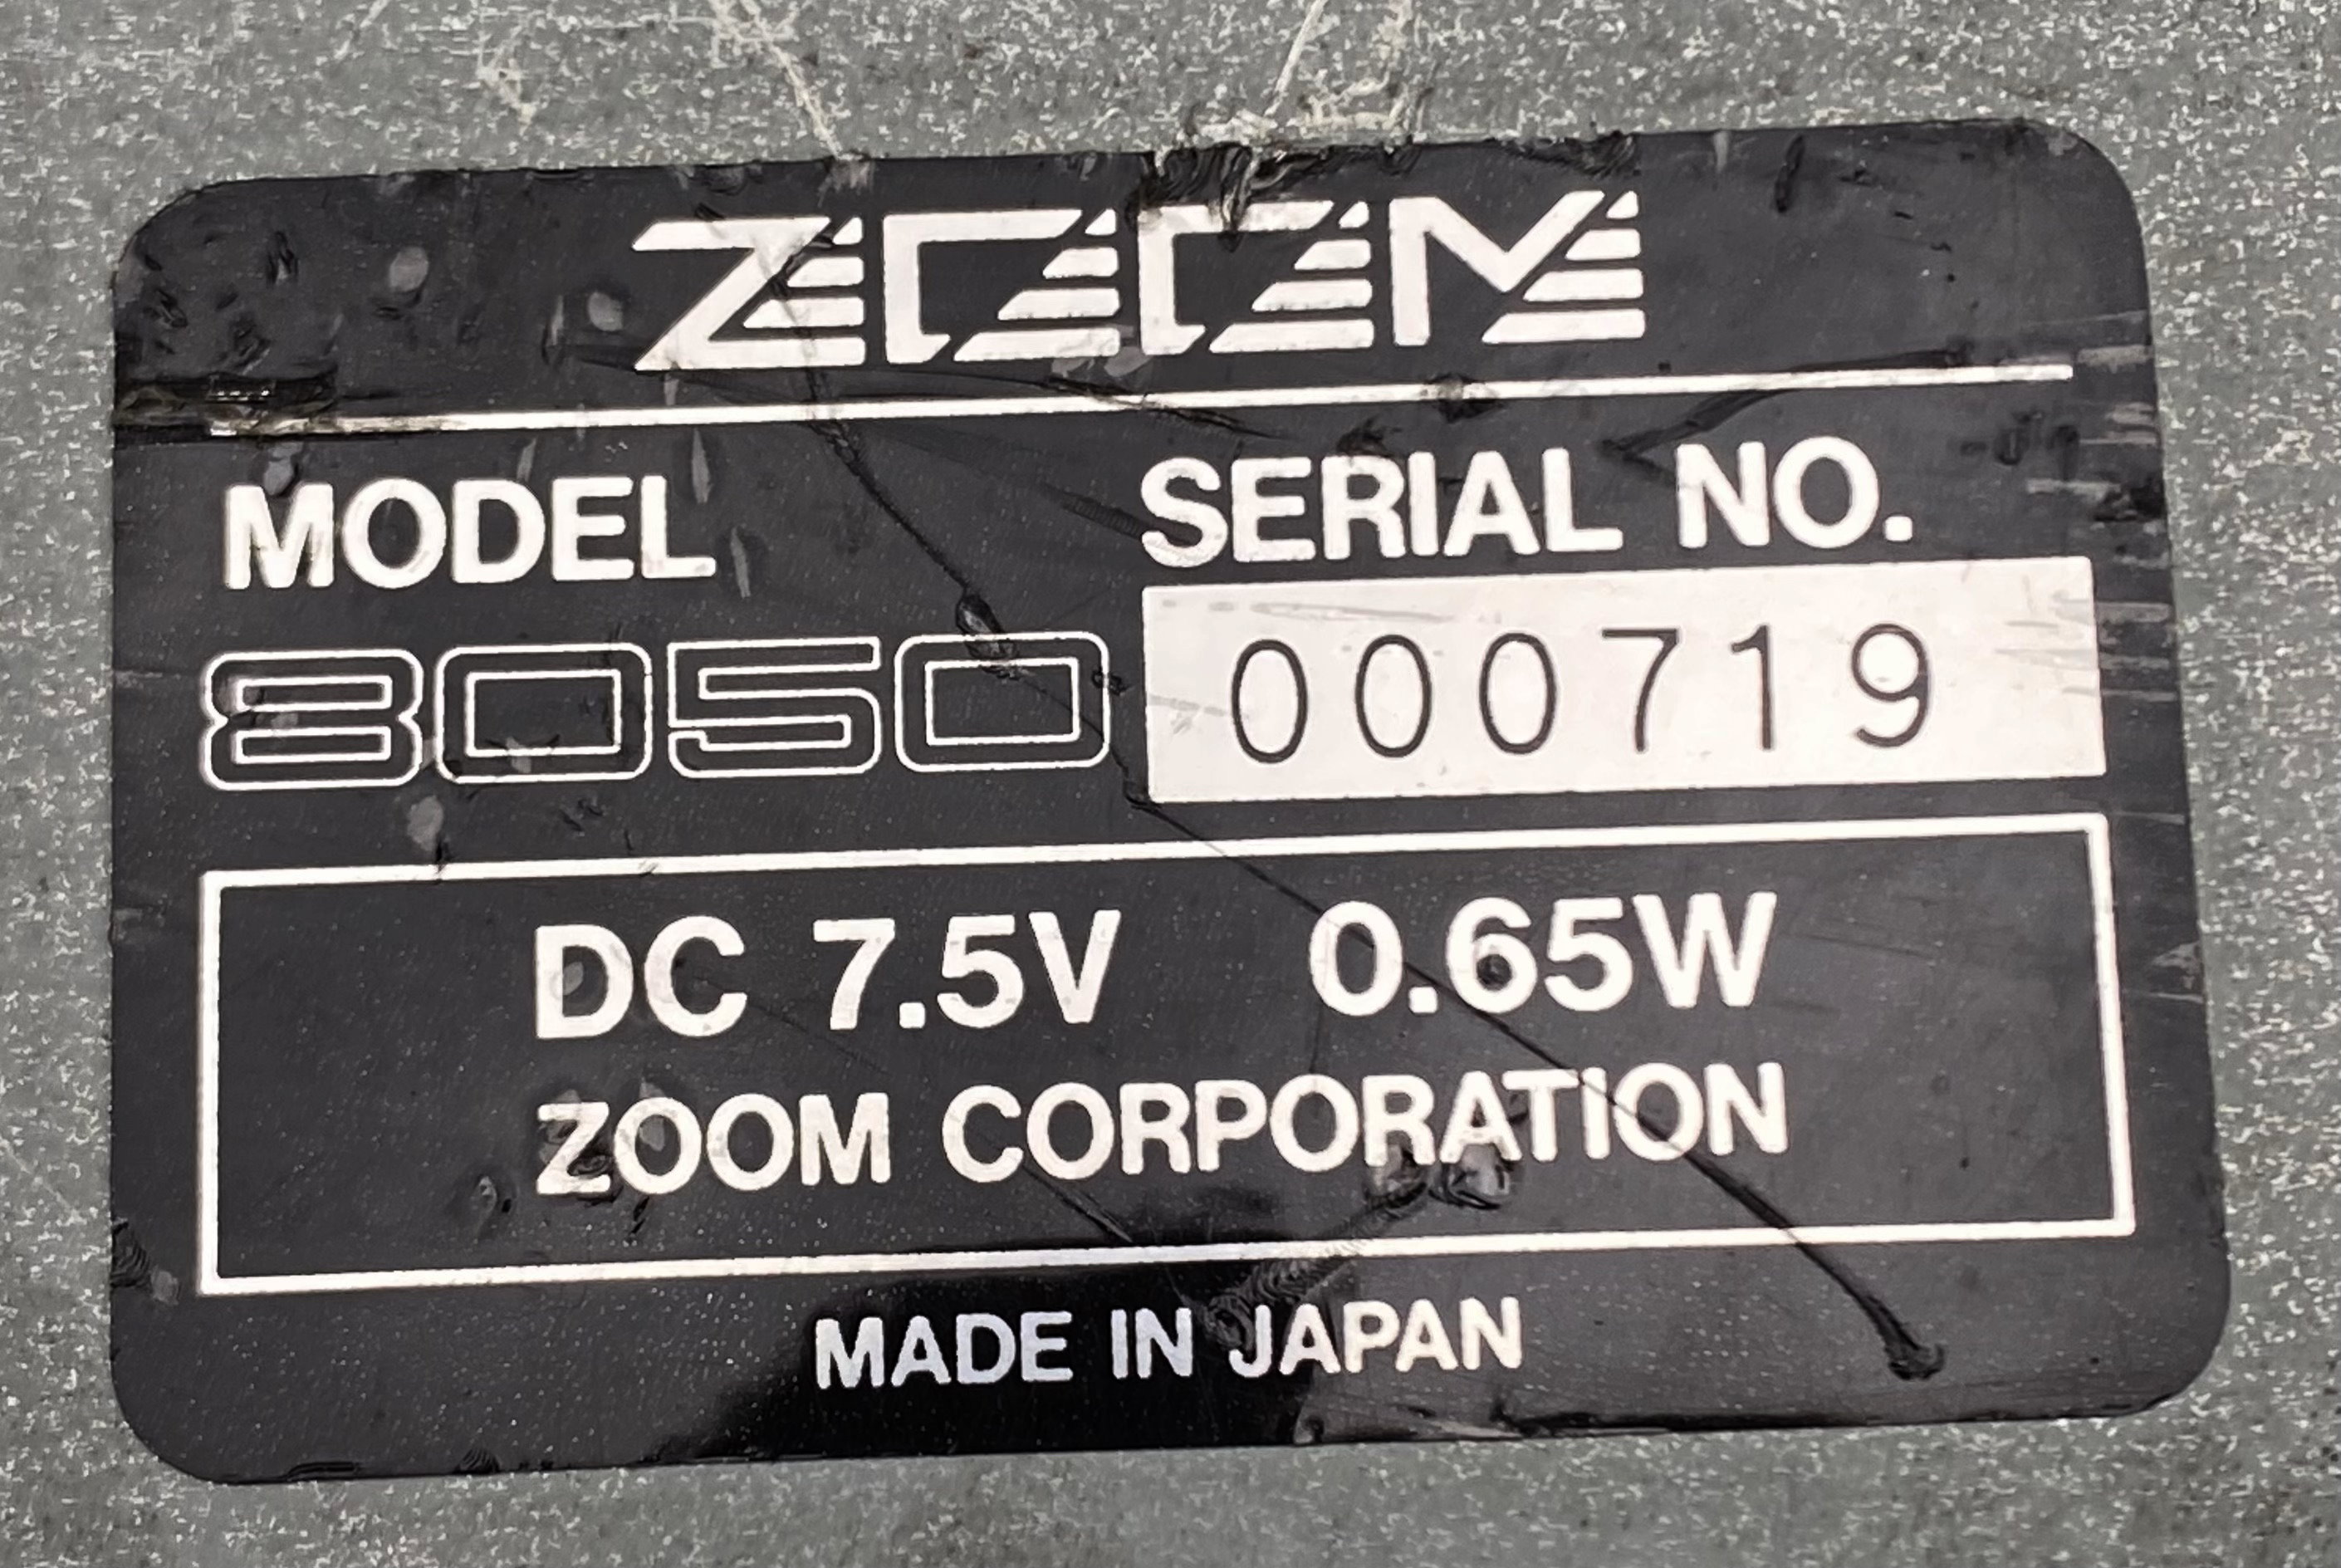 ZOOM
MODEL SERIAL NO.
8050 000719
DC 7.5V 0.65W
ZOOM CORPORATION
MADE IN JAPAN